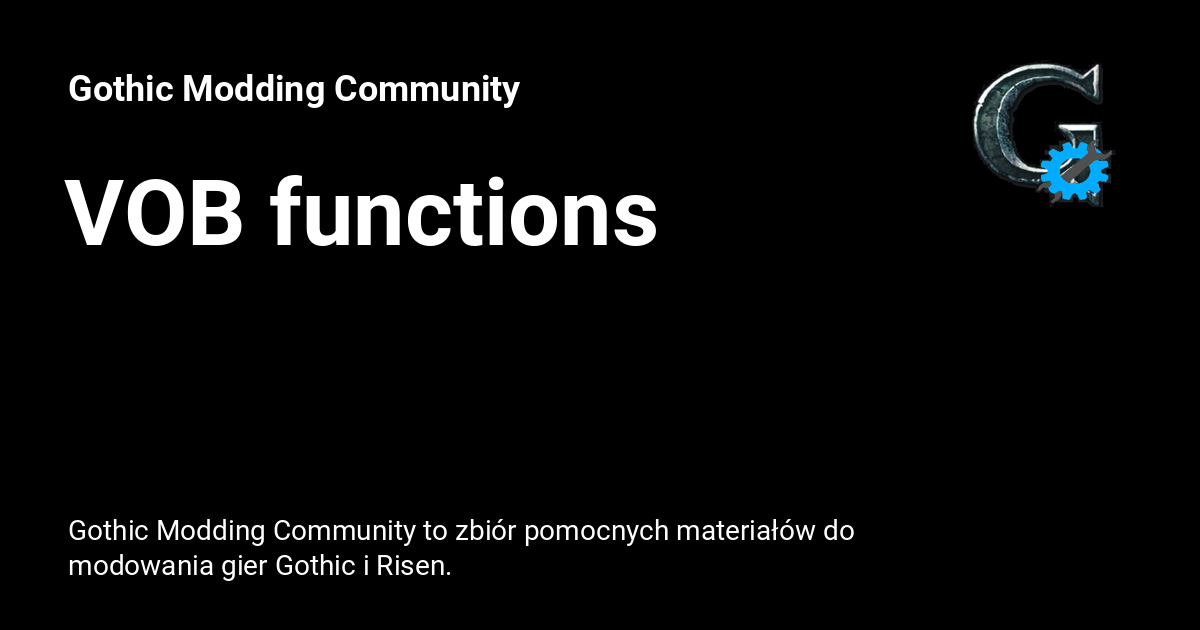 Gothic Modding Community
VOB functions
Gothic Modding Community to zbiór pomocnych materiałów do
modowania gier Gothic i Risen.